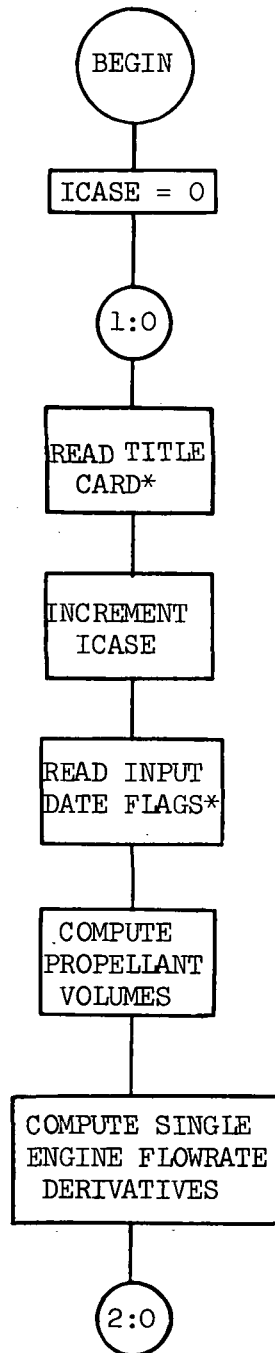 BEGIN
ICASE = 0
1:0
READ TITLE
CARD*
INCREMENT
ICASE
READ INPUT
DATE FLAGS*
COMPUTE
PROPELLANT
VOLUMES
COMPUTE SINGLE
ENGINE FLOWRATE
DERIVATIVES
2:0